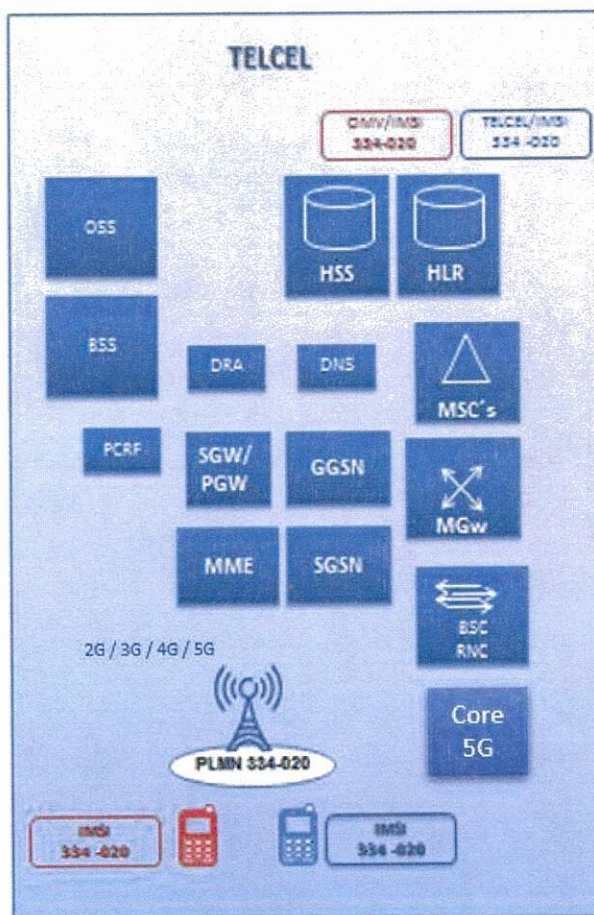 TELCEL
OMV/IMSI
334-020
TELCEL/IMSI
334 -020
OSS
HSS
HLR
BSS
DRA
DNS
MSC´s
PCRF
SGW/
PGW
GGSN
MGw
MME
SGSN
BSC
RNC
2G / 3G / 4G / 5G
Core
5G
PLMN 334-020
IMSI
334 -020
IMSI
334 -020